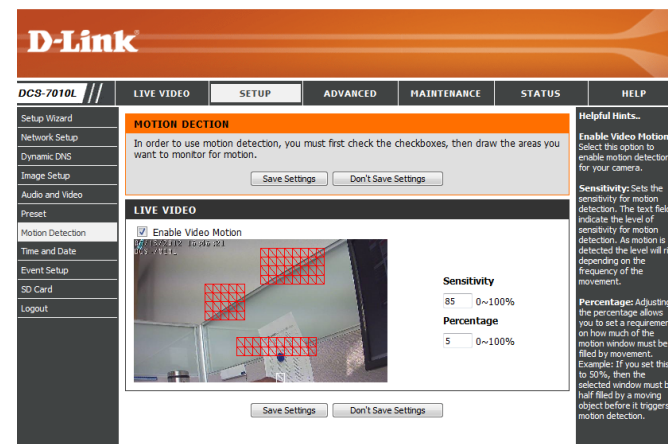 D-Link
DCS-7010L
LIVE VIDEO
SETUP
ADVANCED
MAINTENANCE
STATUS
HELP
Setup Wizard
Network Setup
Dynamic DNS
Image Setup
Audio and Video
Preset
Motion Detection
Time and Date
Event Setup
SD Card
Logout
MOTION DECTION
In order to use motion detection, you must first check the checkboxes, then draw the areas you
want to monitor for motion.
Save Settings
Don't Save Settings
LIVE VIDEO
Enable Video Motion
Sensitivity
85 0~100%
Percentage
5 0~100%
Save Settings
Don't Save Settings
Helpful Hints..
Enable Video Motion
Select this option to
enable motion detection
for your camera.
Sensitivity: Sets the
sensitivity for motion
detection. The text field
indicate the level of
sensitivity for motion
detection. As motion is
detected the level will ri
depending on the
frequency of the
movement.
Percentage: Adjusting
the percentage allows
you to set a requiremen
on how much of the
motion window must be
filled by movement.
Example: If you set this
to 50%, then the
selected window must b
half filled by a moving
object before it triggers
motion detection.